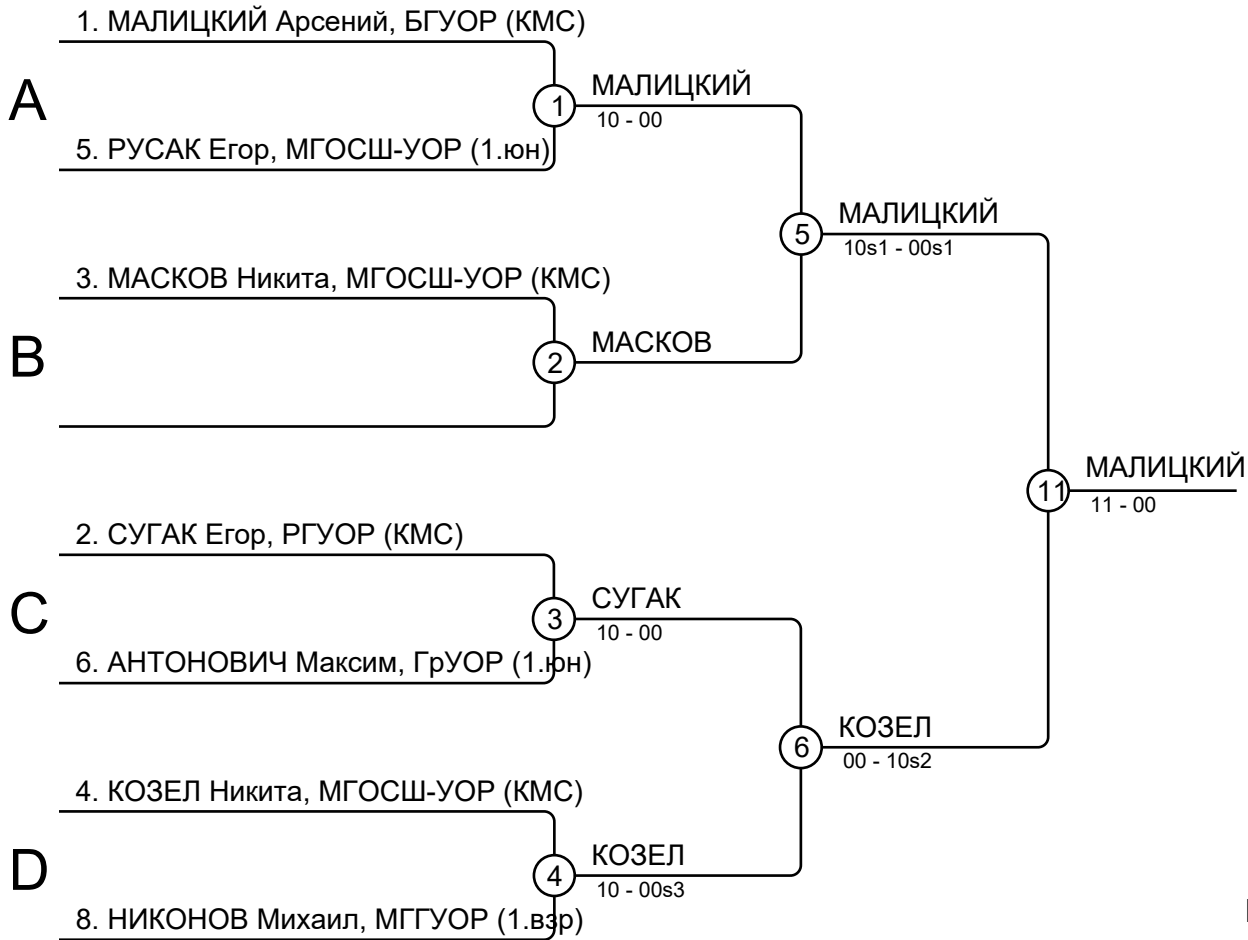 1. МАЛИЦКИЙ Арсений, БГУОР (КМС)
A
1
МАЛИЦКИЙ
10 - 00
5. РУСАК Егор, МГОСШ-УОР (1.юн)
5
МАЛИЦКИЙ
10s1 - 00s1
3. МАСКОВ Никита, МГОСШ-УОР (КМС)
B
2
МАСКОВ
11
МАЛИЦКИЙ
11 - 00
2. СУГАК Егор, РГУОР (КМС)
C
3
СУГАК
10 - 00
6. АНТОНОВИЧ Максим, ГрУОР (1.юн)
6
КОЗЕЛ
00 - 10s2
4. КОЗЕЛ Никита, МГОСШ-УОР (КМС)
D
4
КОЗЕЛ
10 - 00s3
8. НИКОНОВ Михаил, МГГУОР (1.взр)